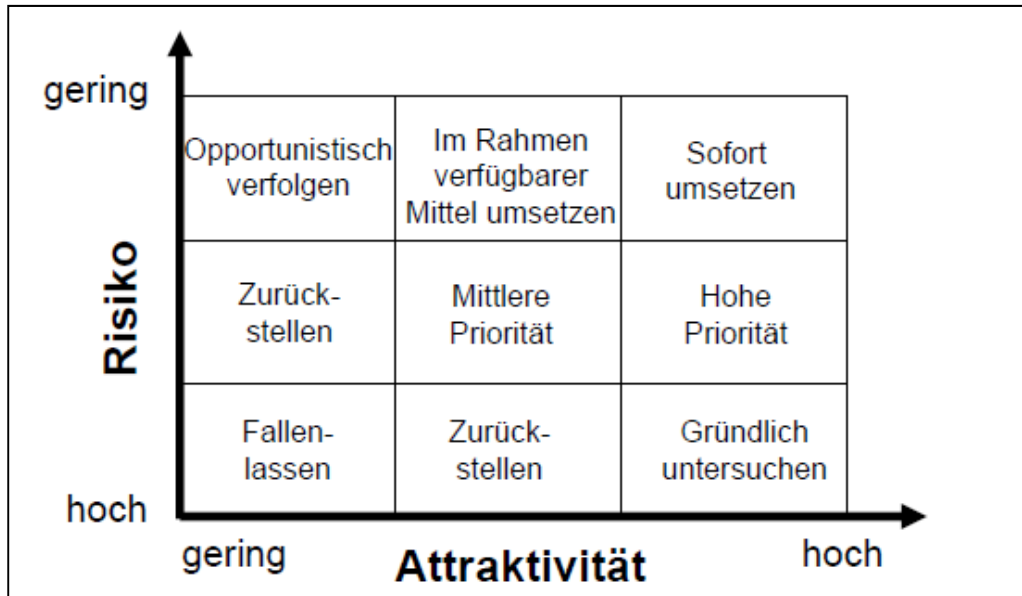 gering
Opportunistisch
verfolgen
Im Rahmen
verfügbarer
Mittel umsetzen
Sofort
umsetzen
Risiko
Zurück-
stellen
Mittlere
Priorität
Hohe
Priorität
Fallen-
lassen
Zurück-
stellen
Gründlich
untersuchen
hoch
gering
Attraktivität
hoch